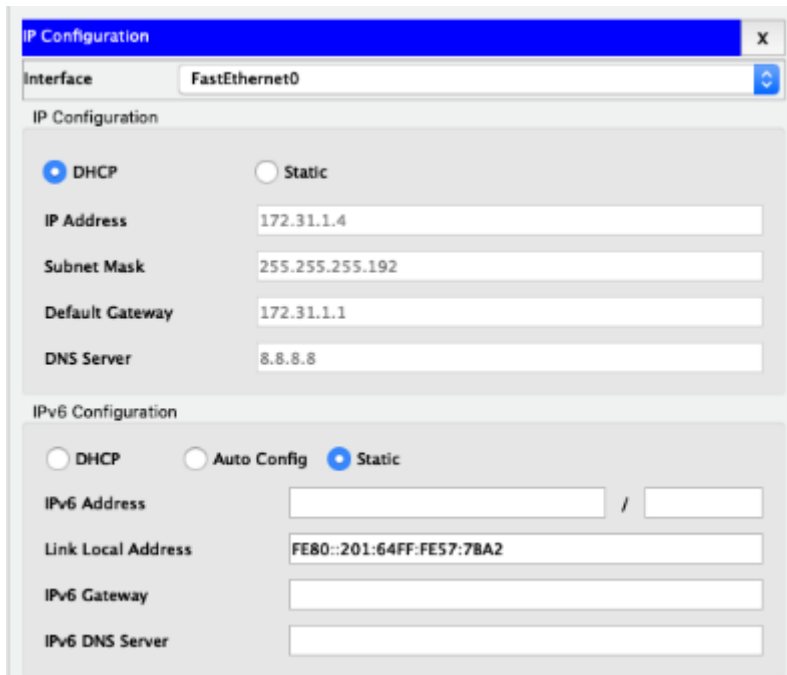 IP Configuration X
Interface FastEthernet0
IP Configuration
DHCP Static
IP Address 172.31.1.4
Subnet Mask 255.255.255.192
Default Gateway 172.31.1.1
DNS Server 8.8.8.8
IPv6 Configuration
DHCP Auto Config Static
IPv6 Address /
Link Local Address FE80::201:64FF:FE57:7BA2
IPv6 Gateway
IPv6 DNS Server